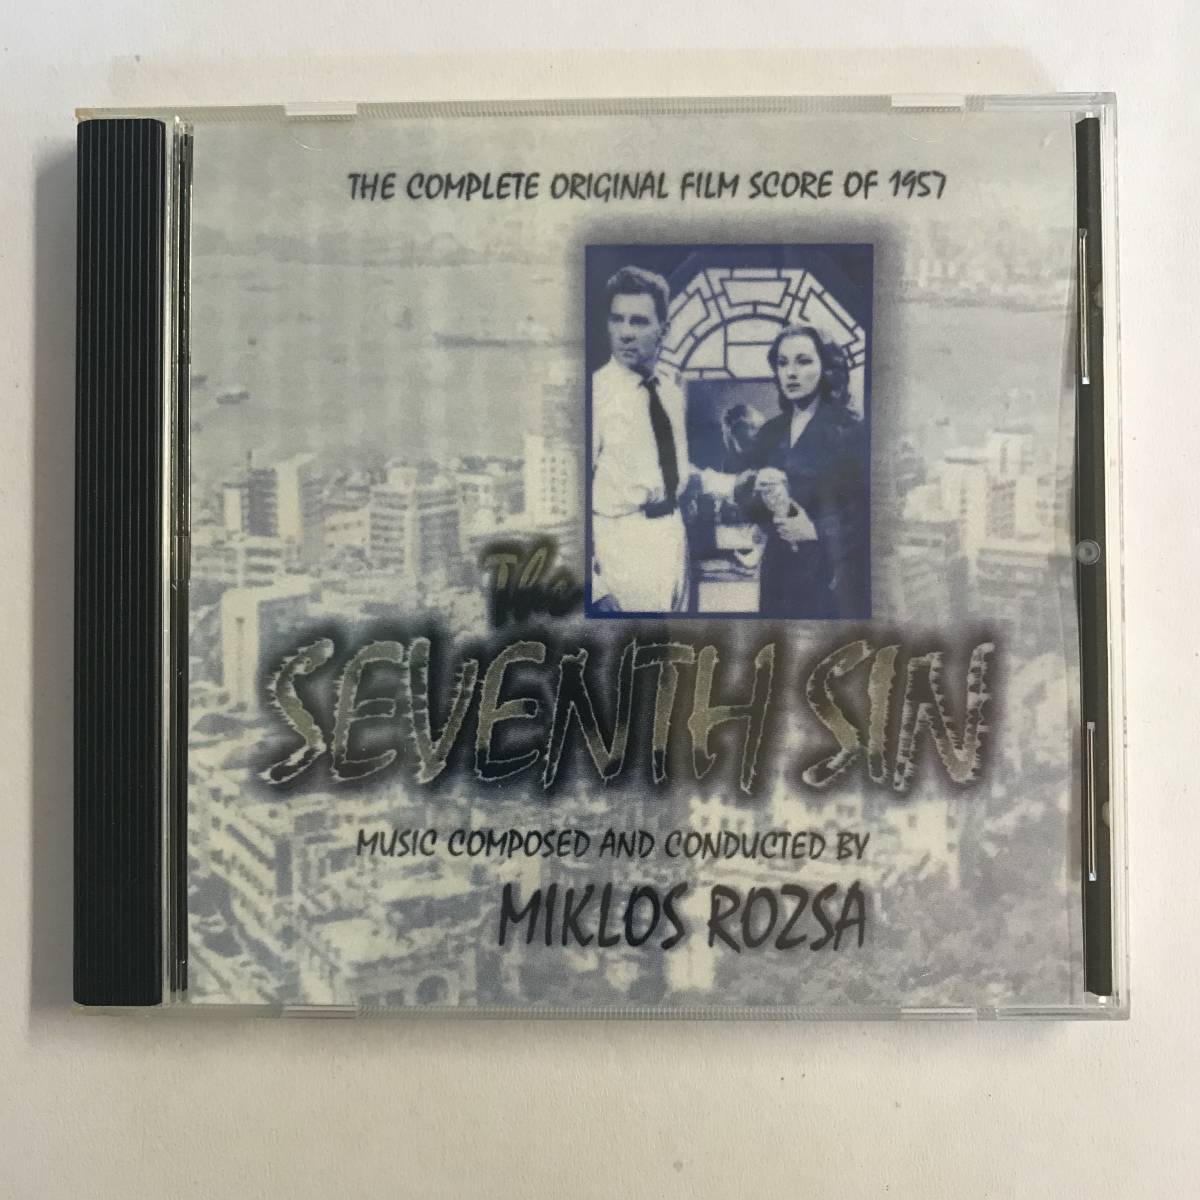 THE COMPLETE ORIGINAL FILM SCORE OF 1957
The
SEVENTH SIN
MUSIC COMPOSED AND CONDUCTED BY
MIKLOS ROZSA